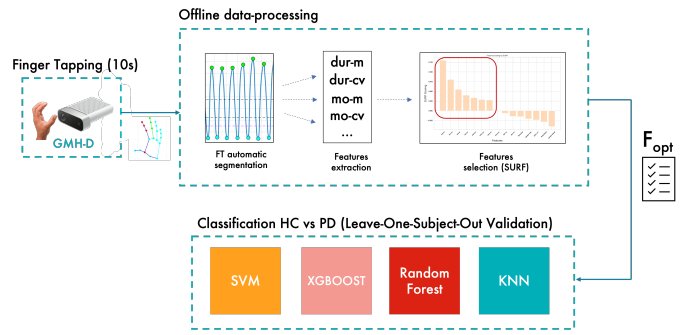 Offline data-processing
Finger Tapping (10s)
GMH-D
dur-m
dur-cv
mo-m
mo-cv
...
FT automatic
segmentation
Features
extraction
Features
selection (SURF)
Fopt
Classification HC vs PD (Leave-One-Subject-Out Validation)
SVM
XGBOOST
Random
Forest
KNN